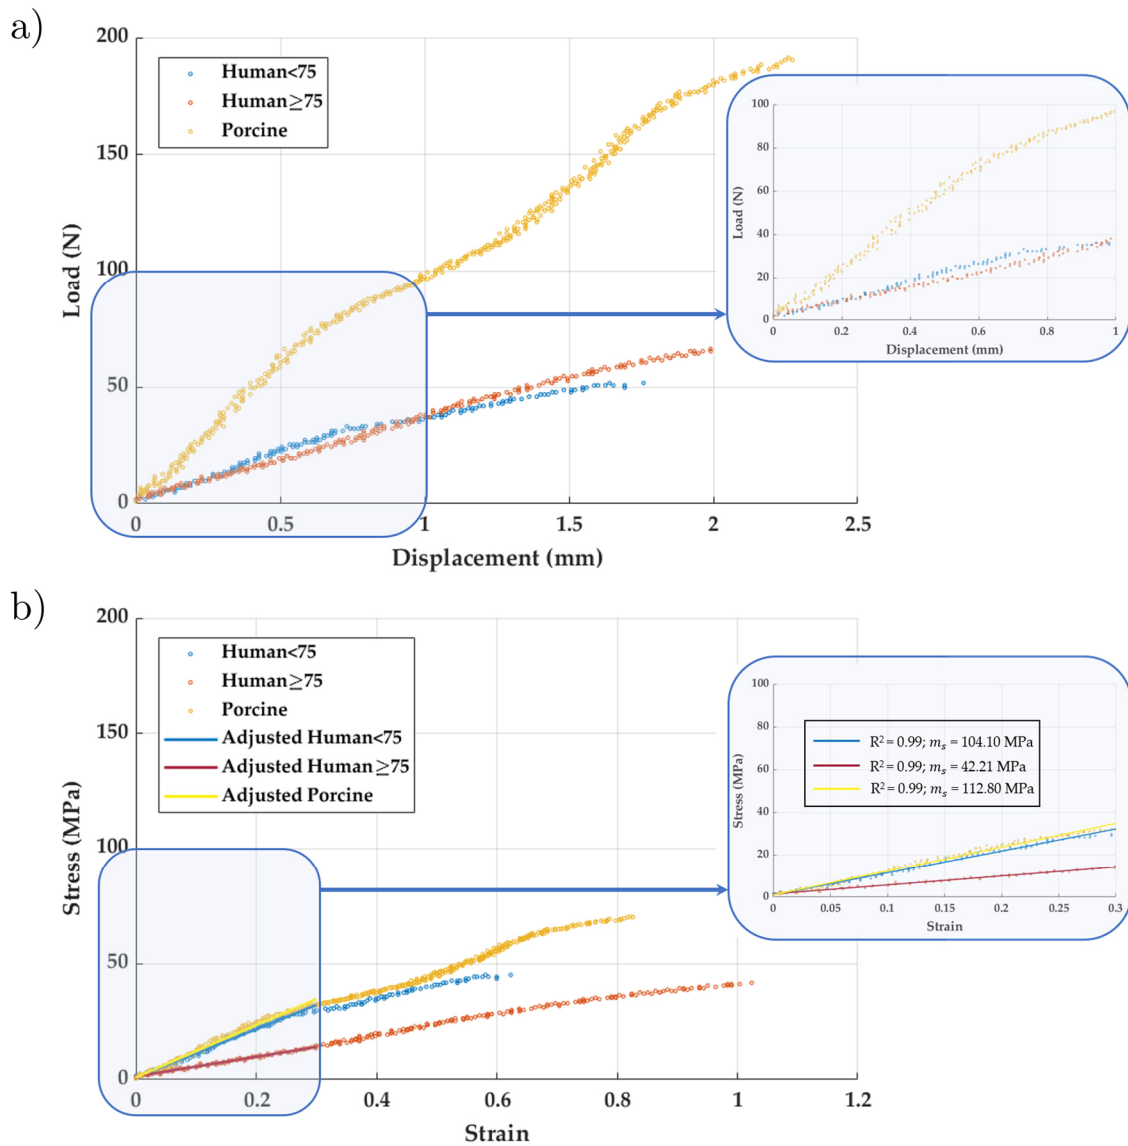 a)
200
150
100
50
0
Load (N)
Human<75
Human≥75
Porcine
0 0.5 1 1.5 2 2.5
Displacement (mm)
100
80
60
40
20
0
Load (N)
0 0.2 0.4 0.6 0.8 1
Displacement (mm)
b)
200
150
100
50
0
Stress (MPa)
Human<75
Human≥75
Porcine
Adjusted Human<75
Adjusted Human≥75
Adjusted Porcine
0 0.2 0.4 0.6 0.8 1 1.2
Strain
100
80
60
40
20
0
Stress (MPa)
R² = 0.99; mₛ = 104.10 MPa
R² = 0.99; mₛ = 42.21 MPa
R² = 0.99; mₛ = 112.80 MPa
0 0.05 0.1 0.15 0.2 0.25 0.3
Strain